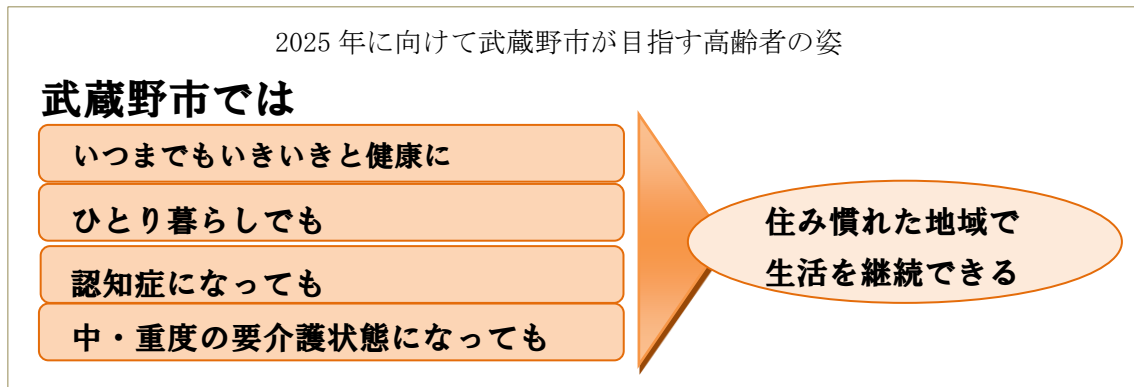 2025 年に向けて武蔵野市が目指す高齢者の姿
武蔵野市では
いつまでもいきいきと健康に
ひとり暮らしでも
認知症になっても
中・重度の要介護状態になっても
住み慣れた地域で
生活を継続できる